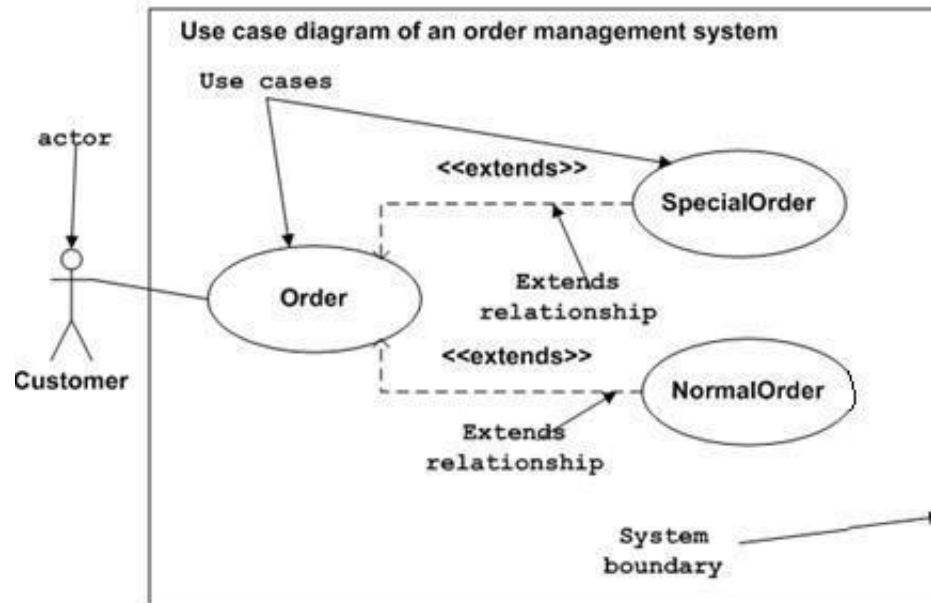 Use case diagram of an order management system
Use cases
actor
<<extends>>
SpecialOrder
Extends
relationship
Order
<<extends>>
Customer
NormalOrder
Extends
relationship
System
boundary